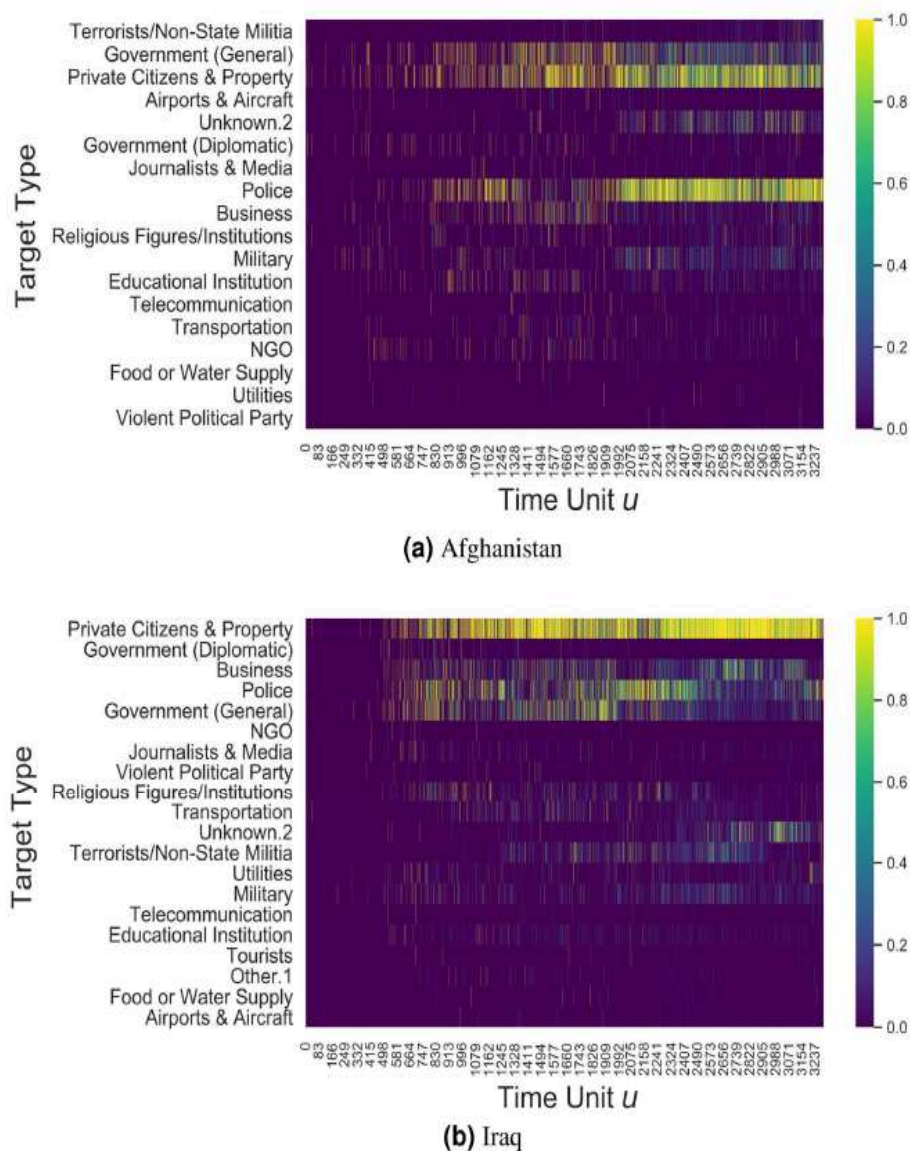 Terrorists/Non-State Militia
Government (General)
Private Citizens & Property
Airports & Aircraft
Unknown.2
Government (Diplomatic)
Journalists & Media
Police
Business
Religious Figures/Institutions
Military
Educational Institution
Telecommunication
Transportation
NGO
Food or Water Supply
Utilities
Violent Political Party
Target Type
0 83 166 249 332 415 498 581 664 747 830 913 996 1079 1162 1245 1328 1411 1494 1577 1660 1743 1826 1909 1992 2075 2158 2241 2324 2407 2490 2573 2656 2739 2822 2905 2988 3071 3154 3237
Time Unit u
1.0
0.8
0.6
0.4
0.2
0.0
(a) Afghanistan
Private Citizens & Property
Government (Diplomatic)
Business
Police
Government (General)
NGO
Journalists & Media
Violent Political Party
Religious Figures/Institutions
Transportation
Unknown.2
Terrorists/Non-State Militia
Utilities
Military
Telecommunication
Educational Institution
Tourists
Other.1
Food or Water Supply
Airports & Aircraft
Target Type
0 83 166 249 332 415 498 581 664 747 830 913 996 1079 1162 1245 1328 1411 1494 1577 1660 1743 1826 1909 1992 2075 2158 2241 2324 2407 2490 2573 2656 2739 2822 2905 2988 3071 3154 3237
Time Unit u
1.0
0.8
0.6
0.4
0.2
0.0
(b) Iraq